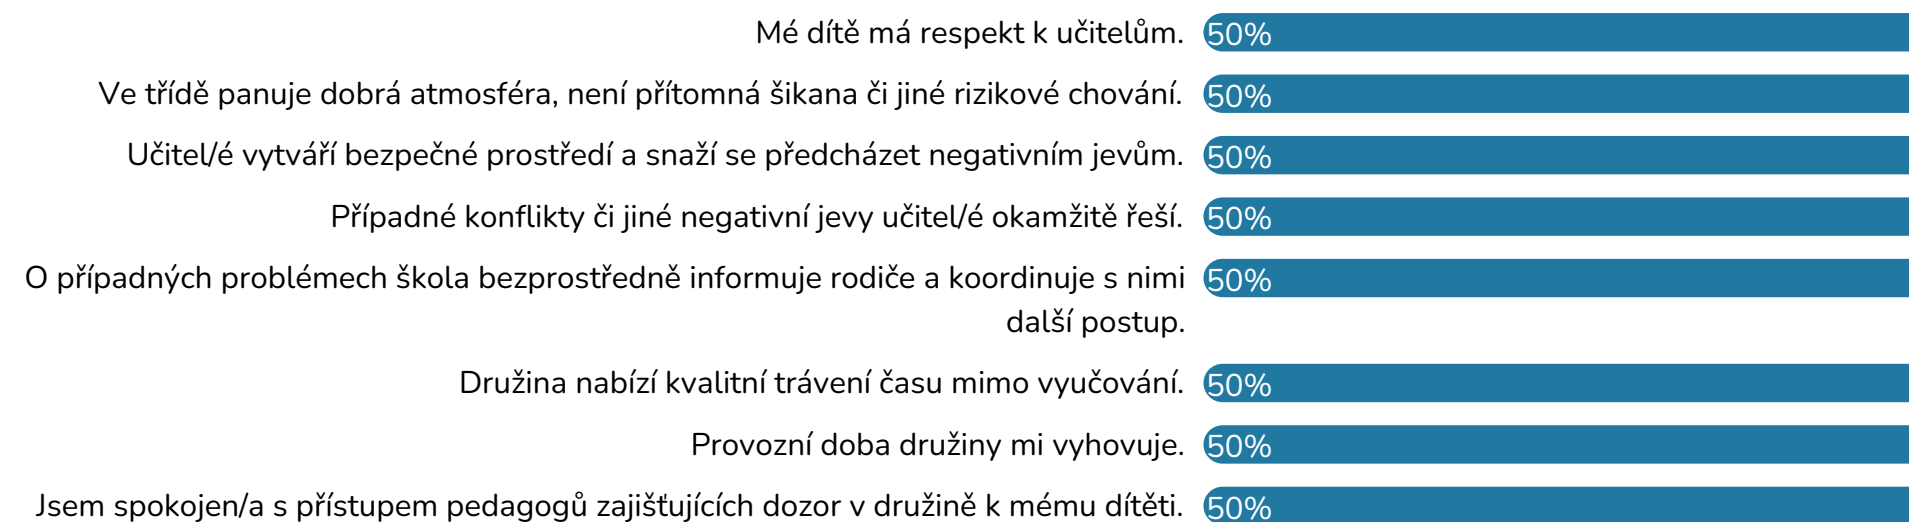 Mé dítě má respekt k učitelům. 50%
Ve třídě panuje dobrá atmosféra, není přítomná šikana či jiné rizikové chování. 50%
Učitel/é vytváří bezpečné prostředí a snaží se předcházet negativním jevům. 50%
Případné konflikty či jiné negativní jevy učitel/é okamžitě řeší. 50%
O případných problémech škola bezprostředně informuje rodiče a koordinuje s nimi 50%
další postup.
Družina nabízí kvalitní trávení času mimo vyučování. 50%
Provozní doba družiny mi vyhovuje. 50%
Jsem spokojen/a s přístupem pedagogů zajišťujících dozor v družině k mému dítěti. 50%